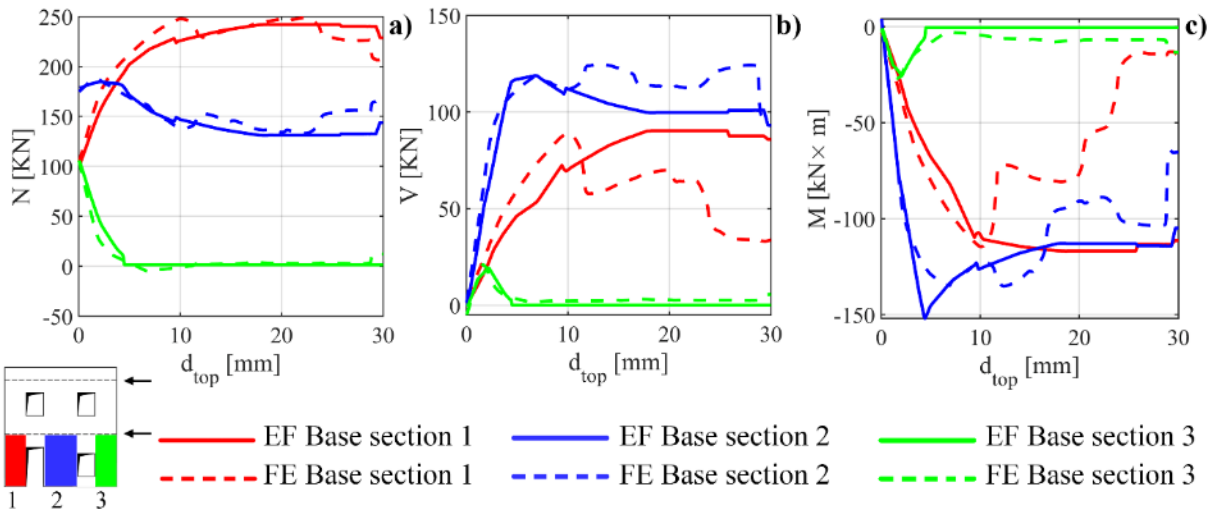 a)
250
200
150
100
50
0
-50
N [KN]
0 10 20 30
d_top [mm]
b)
150
100
50
0
V [KN]
0 10 20 30
d_top [mm]
c)
0
-50
-100
-150
M [kN× m]
0 10 20 30
d_top [mm]
EF Base section 1 EF Base section 2 EF Base section 3
FE Base section 1 FE Base section 2 FE Base section 3
1 2 3